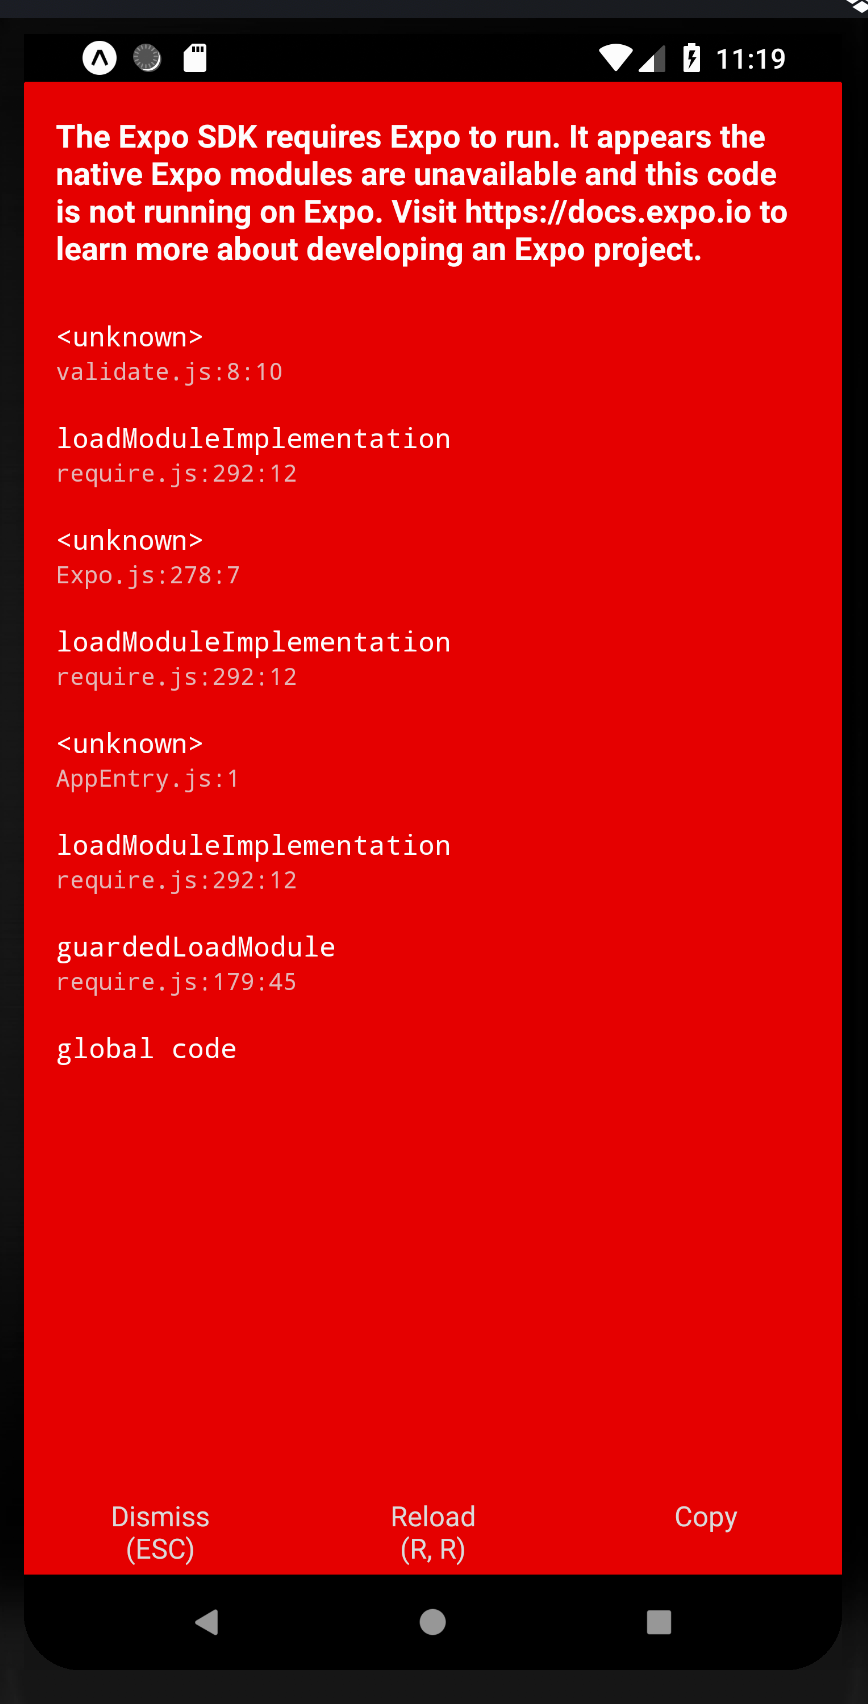 11:19
The Expo SDK requires Expo to run. It appears the
native Expo modules are unavailable and this code
is not running on Expo. Visit https://docs.expo.io to
learn more about developing an Expo project.
<unknown>
validate.js:8:10
loadModuleImplementation
require.js:292:12
<unknown>
Expo.js:278:7
loadModuleImplementation
require.js:292:12
<unknown>
AppEntry.js:1
loadModuleImplementation
require.js:292:12
guardedLoadModule
require.js:179:45
global code
Dismiss
(ESC)
Reload
(R, R)
Copy